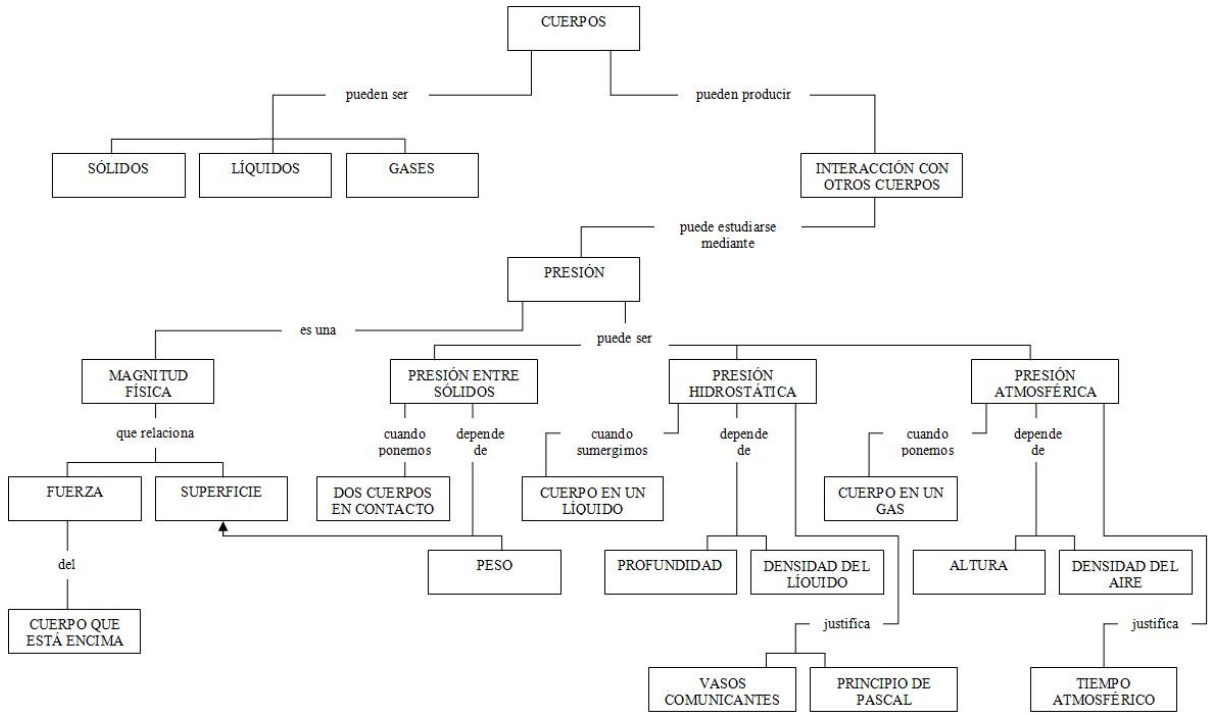 CUERPOS
pueden ser
pueden producir
SÓLIDOS
LÍQUIDOS
GASES
INTERACCIÓN CON
OTROS CUERPOS
puede estudiarse
mediante
PRESIÓN
es una
puede ser
MAGNITUD
FÍSICA
PRESIÓN ENTRE
SÓLIDOS
PRESIÓN
HIDROSTÁTICA
PRESIÓN
ATMOSFÉRICA
que relaciona
cuando
ponemos
depende
de
cuando
sumergimos
depende
de
cuando
ponemos
depende
de
FUERZA
SUPERFICIE
DOS CUERPOS
EN CONTACTO
CUERPO EN UN
LÍQUIDO
CUERPO EN UN
GAS
del
PESO
PROFUNDIDAD
DENSIDAD DEL
LÍQUIDO
ALTURA
DENSIDAD DEL
AIRE
CUERPO QUE
ESTÁ ENCIMA
justifica
justifica
VASOS
COMUNICANTES
PRINCIPIO DE
PASCAL
TIEMPO
ATMOSFÉRICO